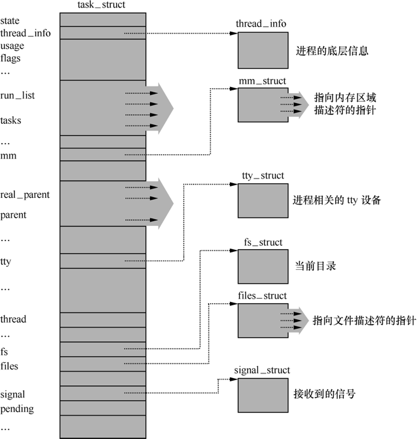 task_struct
state
thread_info
usage
flags
…
run_list
tasks
…
mm
real_parent
parent
…
tty
…
thread
…
fs
files
signal
pending
…
thread_info
进程的底层信息
mm_struct
指向内存区域
描述符的指针
tty_struct
进程相关的 tty 设备
fs_struct
当前目录
files_struct
指向文件描述符的指针
signal_struct
接收到的信号